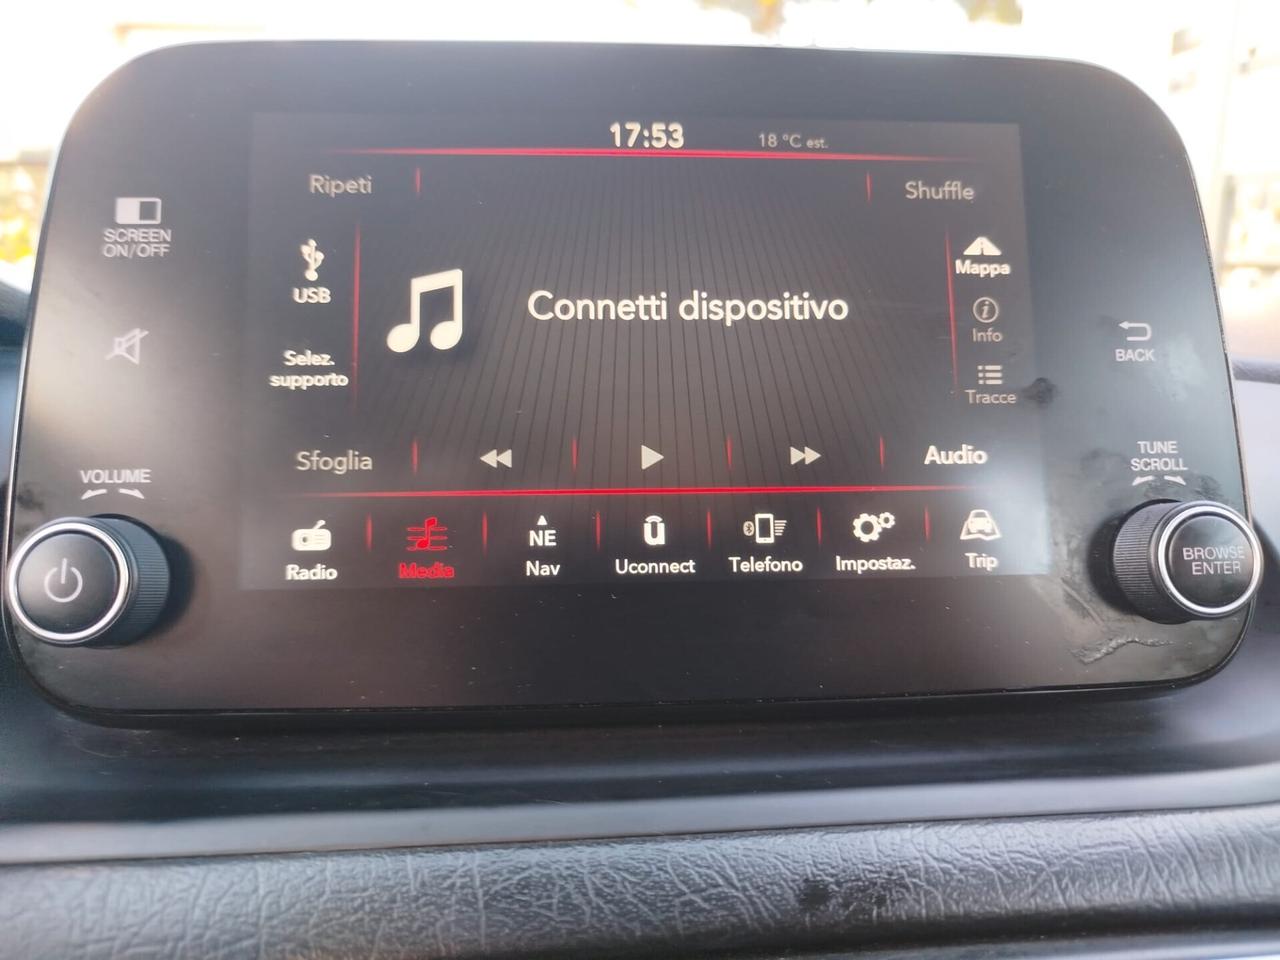 17:53
18 °C est.
Ripeti
Shuffle
SCREEN
ON/OFF
USB
Mappa
Connetti dispositivo
Info
BACK
Selez.
supporto
Tracce
Sfoglia
Audio
VOLUME
TUNE
SCROLL
Radio
Media
NE
Nav
Uconnect
Telefono
Impostaz.
Trip
BROWSE
ENTER